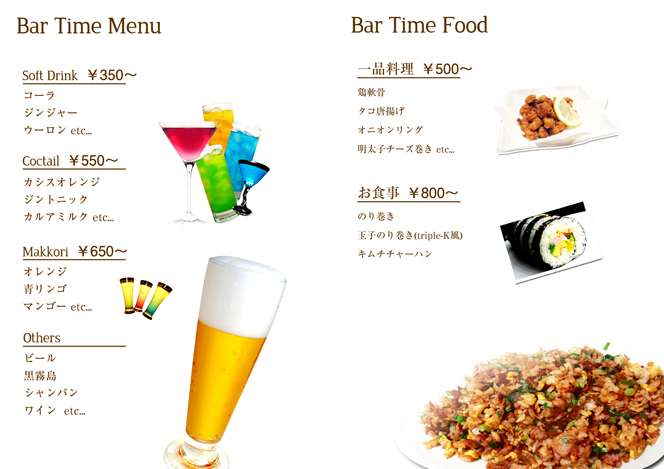 Bar Time Menu
Soft Drink ￥350～
コーラ
ジンジャー
ウーロン etc...
Coctail ￥550～
カシスオレンジ
ジントニック
カルアミルク etc...
Makkori ￥650～
オレンジ
青リンゴ
マンゴー etc...
Others
ビール
黒霧島
シャンパン
ワイン etc...
Bar Time Food
一品料理 ￥500～
鶏軟骨
タコ唐揚げ
オニオンリング
明太子チーズ巻き etc...
お食事 ￥800～
のり巻き
玉子のり巻き(triple-K風)
キムチチャーハン